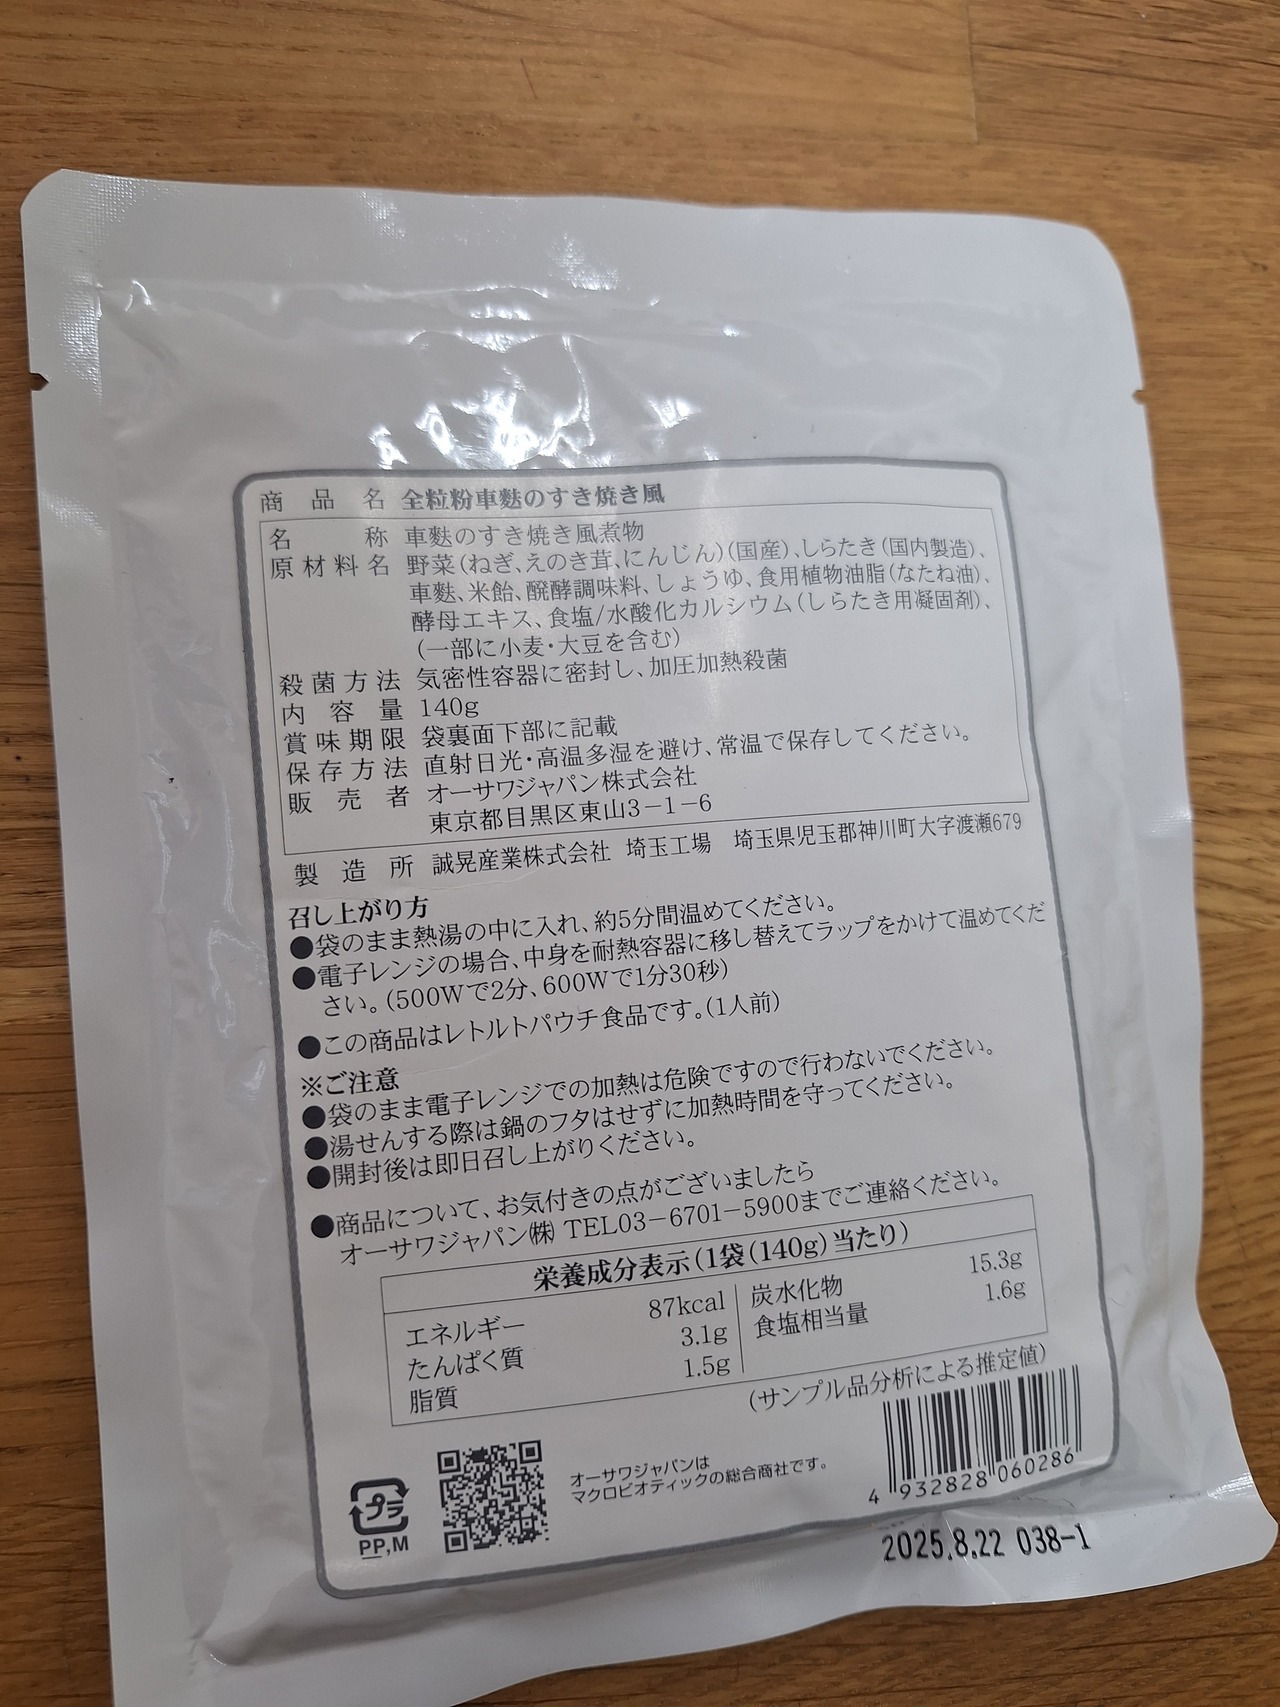 商品名 全粒粉車麩のすき焼き風
名称 車麩のすき焼き風煮物
原材料名 野菜(ねぎ、えのき茸、にんじん)(国産)、しらたき(国内製造)、
車麩、米飴、醗酵調味料、しょうゆ、食用植物油脂(なたね油)、
酵母エキス、食塩/水酸化カルシウム(しらたき用凝固剤)、
(一部に小麦・大豆を含む)
殺菌方法 気密性容器に密封し、加圧加熱殺菌
内容量 140g
賞味期限 袋裏面下部に記載
保存方法 直射日光・高温多湿を避け、常温で保存してください。
販売者 オーサワジャパン株式会社
東京都目黒区東山3-1-6
製造所 誠晃産業株式会社 埼玉工場 埼玉県児玉郡神川町大字渡瀬679
召し上がり方
●袋のまま熱湯の中に入れ、約5分間温めてください。
●電子レンジの場合、中身を耐熱容器に移し替えてラップをかけて温めてくだ
さい。(500Wで2分、600Wで1分30秒)
●この商品はレトルトパウチ食品です。(1人前)
※ご注意
●袋のまま電子レンジでの加熱は危険ですので行わないでください。
●湯せんする際は鍋のフタはせずに加熱時間を守ってください。
●開封後は即日召し上がりください。
●商品について、お気付きの点がございましたら
オーサワジャパン㈱ TEL03-6701-5900までご連絡ください。
栄養成分表示(1袋(140g)当たり)
エネルギー 87kcal
たんぱく質 3.1g
脂質 1.5g
炭水化物 15.3g
食塩相当量 1.6g
(サンプル品分析による推定値)
プラ
PP,M
オーサワジャパンは
マクロビオティックの総合商社です。
4 932828 060286
2025.8.22 038-1